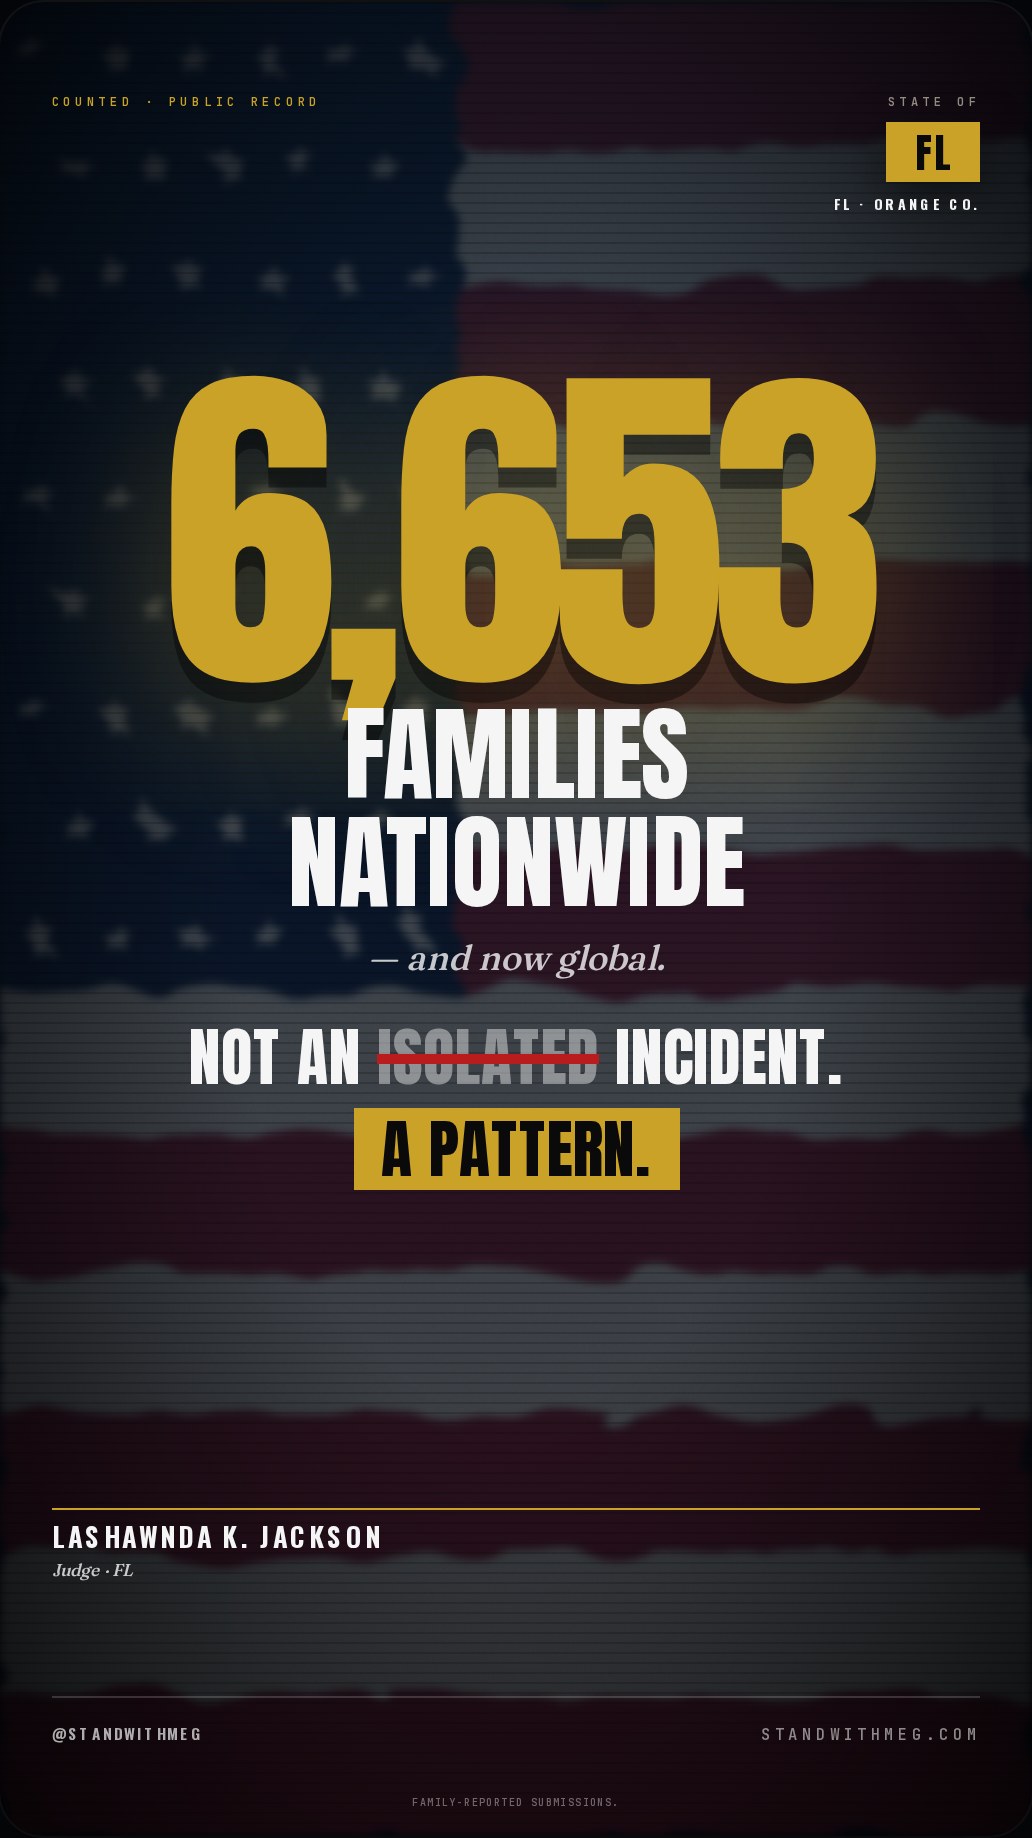 COUNTED · PUBLIC RECORD
STATE OF
FL
FL · ORANGE CO.
6,653
FAMILIES
NATIONWIDE
— and now global.
NOT AN ISOLATED INCIDENT.
A PATTERN.
LASHAWNDA K. JACKSON
Judge · FL
@STANDWITHMEG
STANDWITHMEG.COM
FAMILY-REPORTED SUBMISSIONS.